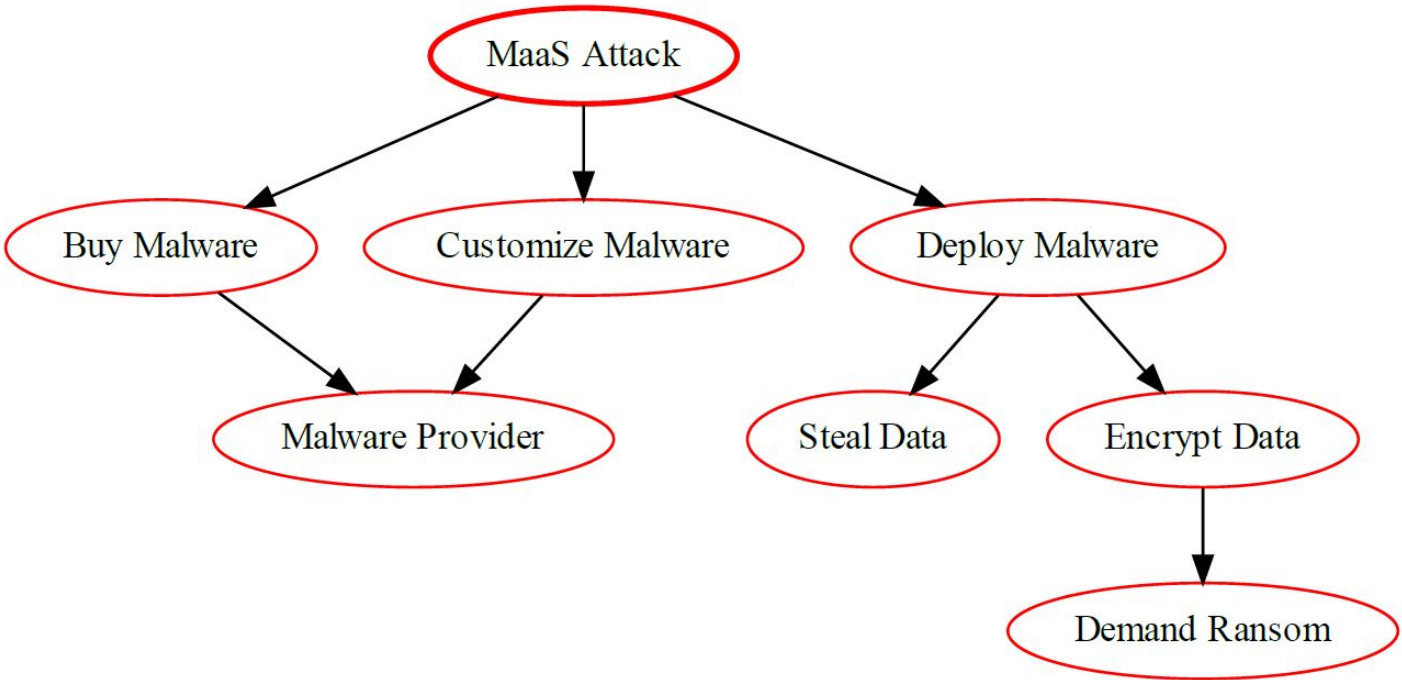 MaaS Attack
Buy Malware
Customize Malware
Deploy Malware
Malware Provider
Steal Data
Encrypt Data
Demand Ransom